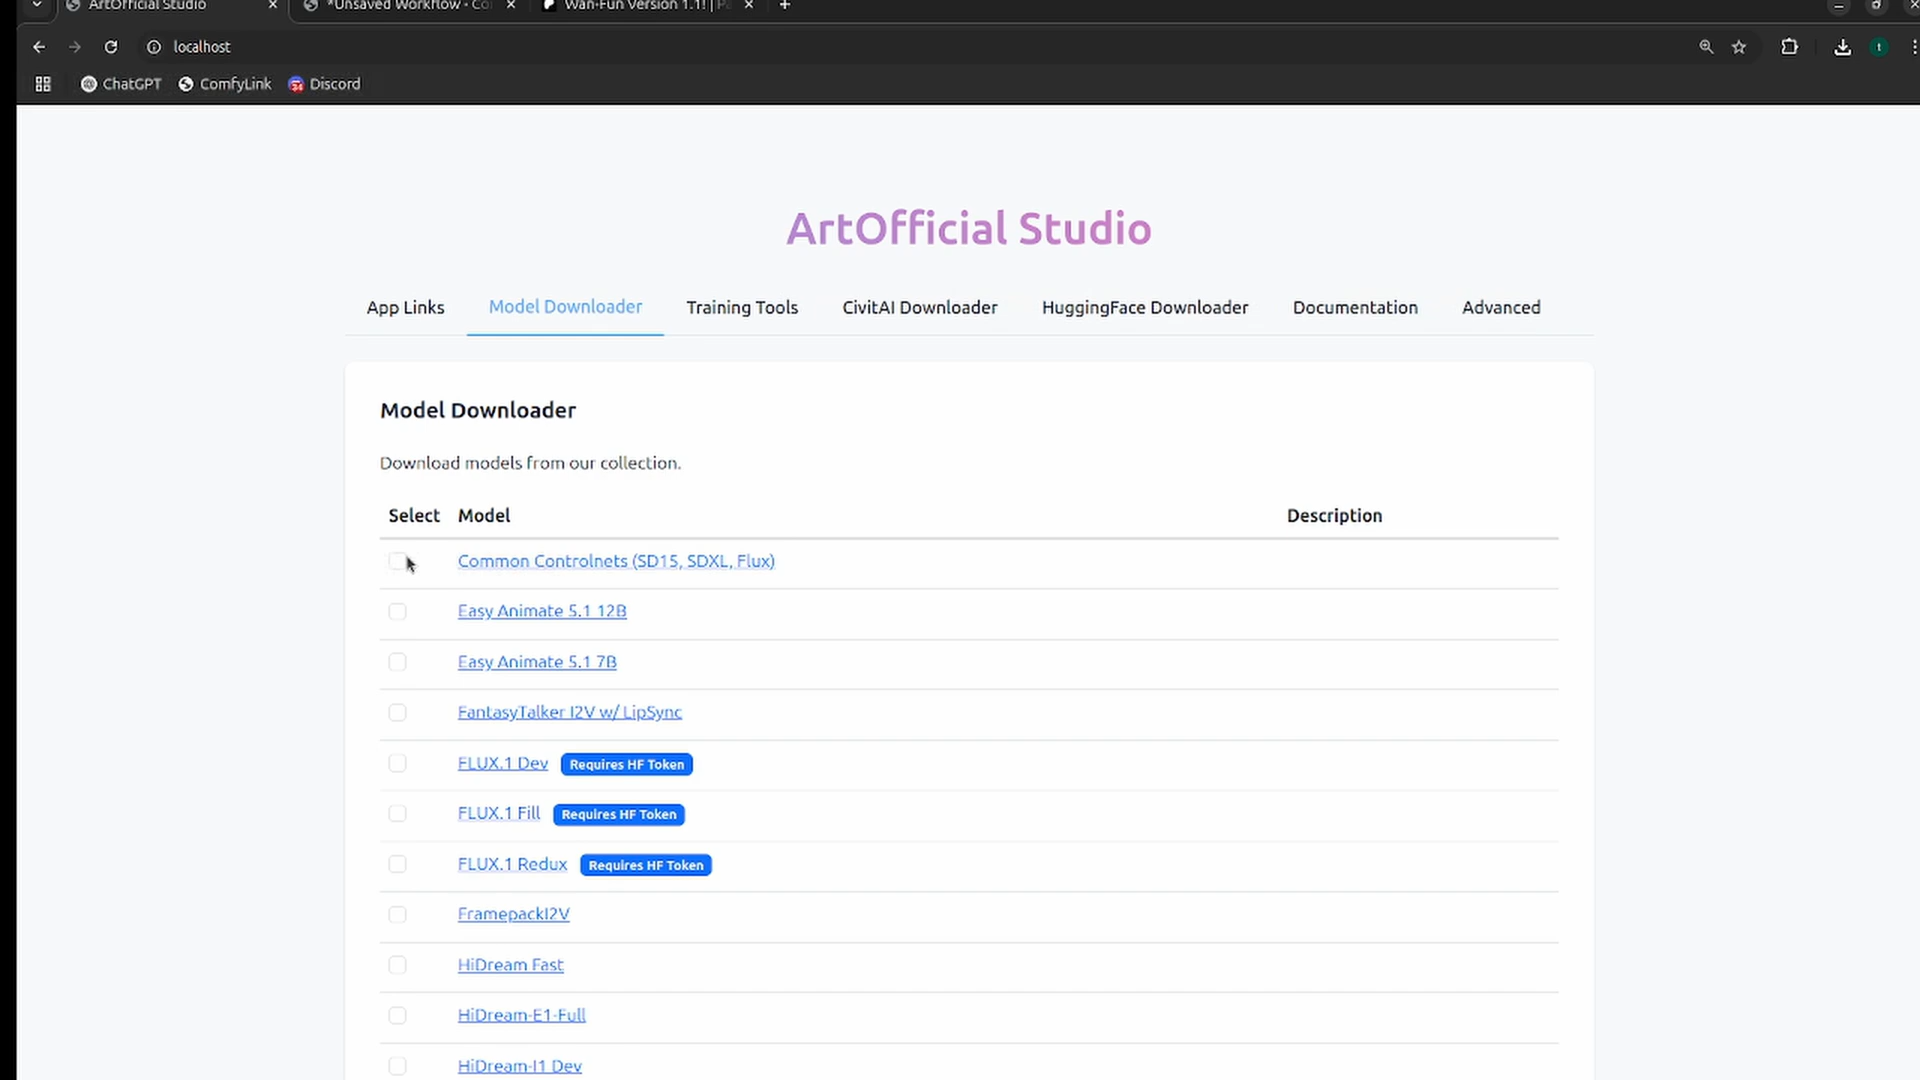 ArtOfficial Studio
*Unsaved Workflow - Co
Wan-Fun Version 1.1! | P
localhost
t
ChatGPT
ComfyLink
Discord
ArtOfficial Studio
App Links
Model Downloader
Training Tools
CivitAI Downloader
HuggingFace Downloader
Documentation
Advanced
Model Downloader
Download models from our collection.
Select Model Description
Common Controlnets (SD15, SDXL, Flux)
Easy Animate 5.1 12B
Easy Animate 5.1 7B
FantasyTalker I2V w/ LipSync
FLUX.1 Dev Requires HF Token
FLUX.1 Fill Requires HF Token
FLUX.1 Redux Requires HF Token
FramepackI2V
HiDream Fast
HiDream-E1-Full
HiDream-I1 Dev